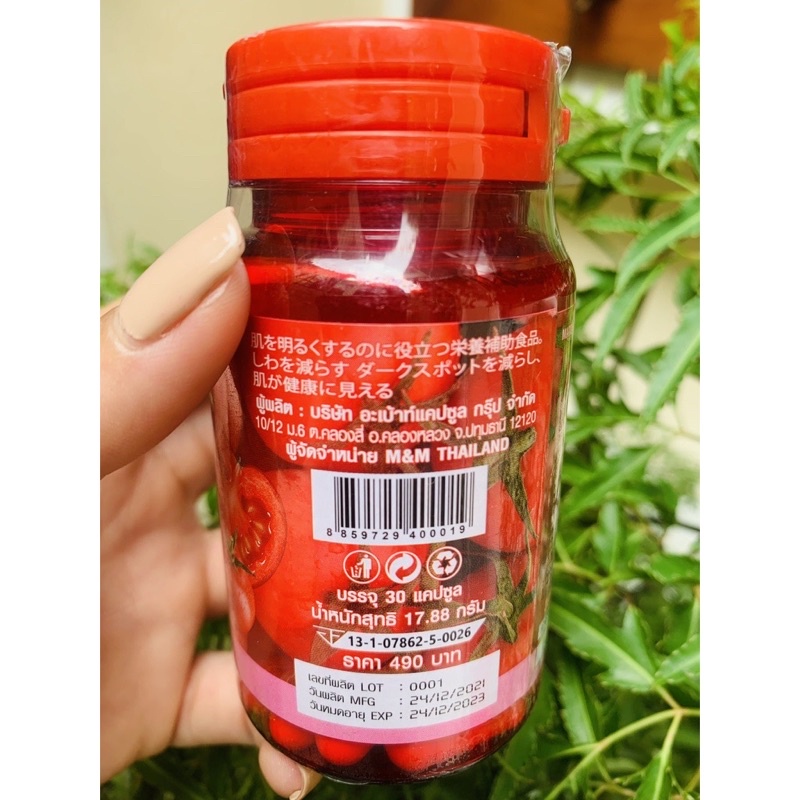 肌を明るくするのに役立つ栄養補助食品。
しわを減らす ダークスポットを減らし、
肌が健康に見える
ผู้ผลิต : บริษัท อะเบ้าท์แคปซูล กรุ๊ป จำกัด
10/12 ม.6 ต.คลองสี่ อ.คลองหลวง จ.ปทุมธานี 12120
ผู้จัดจำหน่าย M&M THAILAND
8 859729 400019
บรรจุ 30 แคปซูล
น้ำหนักสุทธิ 17.88 กรัม
13-1-07862-5-0026
ราคา 490 บาท
เลขที่ผลิต LOT : 0001
วันผลิต MFG : 24/12/2021
วันหมดอายุ EXP : 24/12/2023